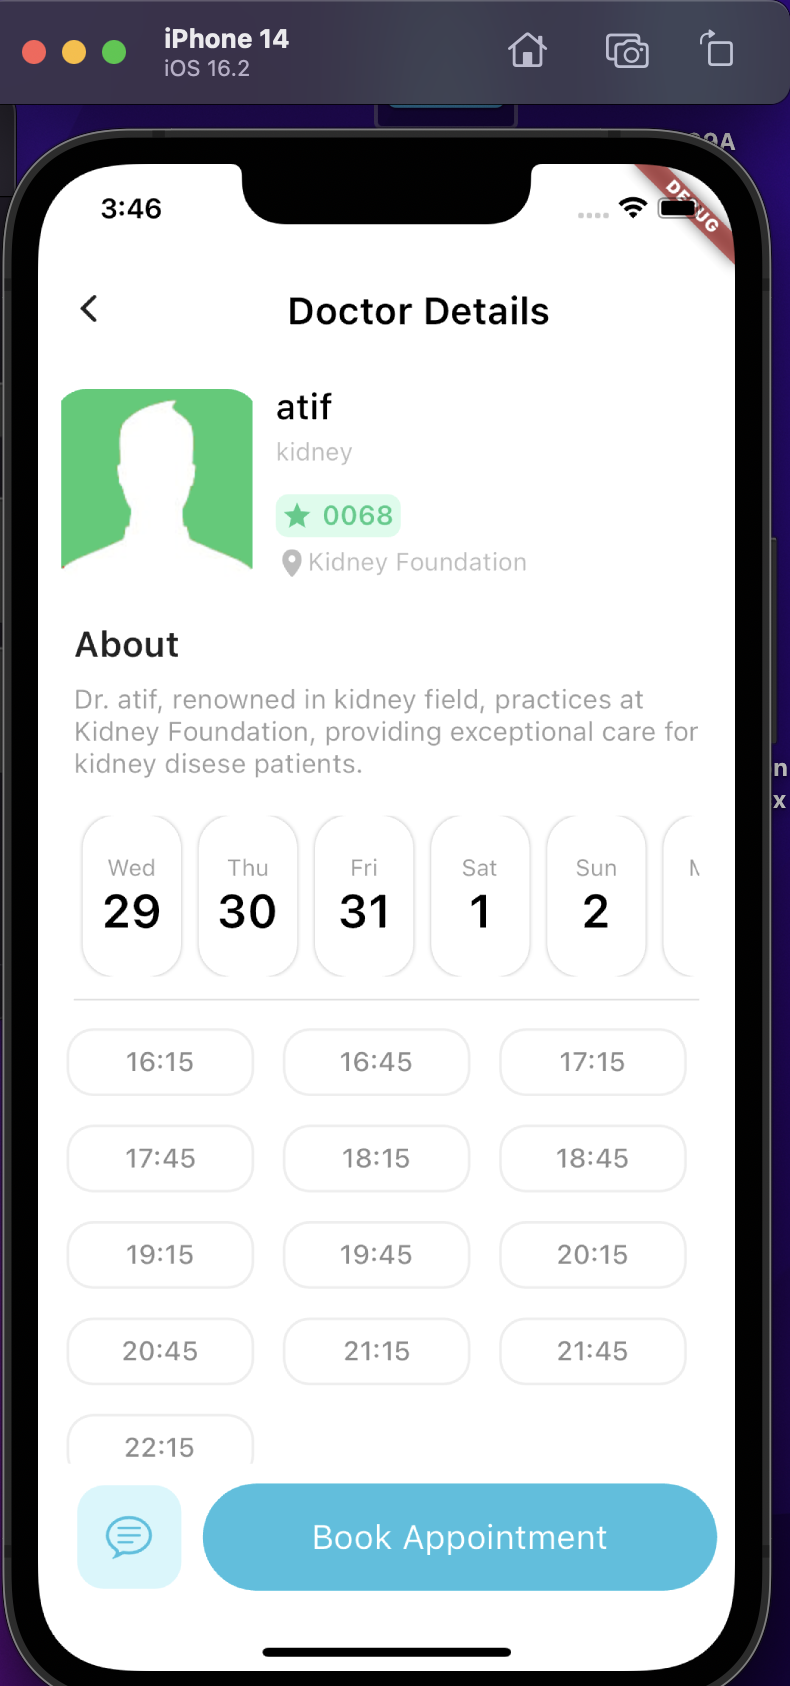 iPhone 14
iOS 16.2
9A
3:46
DEBUG
Doctor Details
atif
kidney
0068
Kidney Foundation
About
Dr. atif, renowned in kidney field, practices at
Kidney Foundation, providing exceptional care for
kidney disese patients.
n
x
Wed Thu Fri Sat Sun
29 30 31 1 2
16:15 16:45 17:15
17:45 18:15 18:45
19:15 19:45 20:15
20:45 21:15 21:45
22:15
Book Appointment